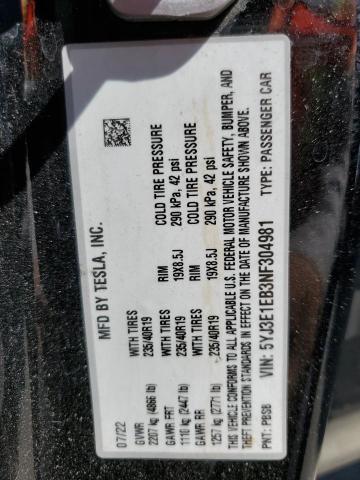 MFD BY TESLA, INC.
07/22
GVWR
2207 kg (4866 lb)
WITH TIRES
235/40R19
GAWR FRT
1110 kg (2447 lb)
WITH TIRES
235/40R19
RIM
19X8.5J
COLD TIRE PRESSURE
290 kPa, 42 psi
GAWR RR
1257 kg (2771 lb)
WITH TIRES
235/40R19
RIM
19X8.5J
COLD TIRE PRESSURE
290 kPa, 42 psi
THIS VEHICLE CONFORMS TO ALL APPLICABLE
U.S. FEDERAL MOTOR VEHICLE SAFETY, BUMPER, AND
THEFT PREVENTION STANDARDS IN EFFECT ON THE
DATE OF MANUFACTURE SHOWN ABOVE.
PNT: PBSB
VIN: 5YJ3E1EB3NF304981
TYPE: PASSENGER CAR